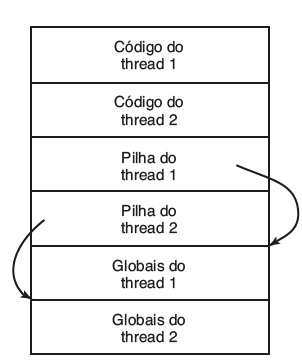 Código do
thread 1
Código do
thread 2
Pilha do
thread 1
Pilha do
thread 2
Globais do
thread 1
Globais do
thread 2